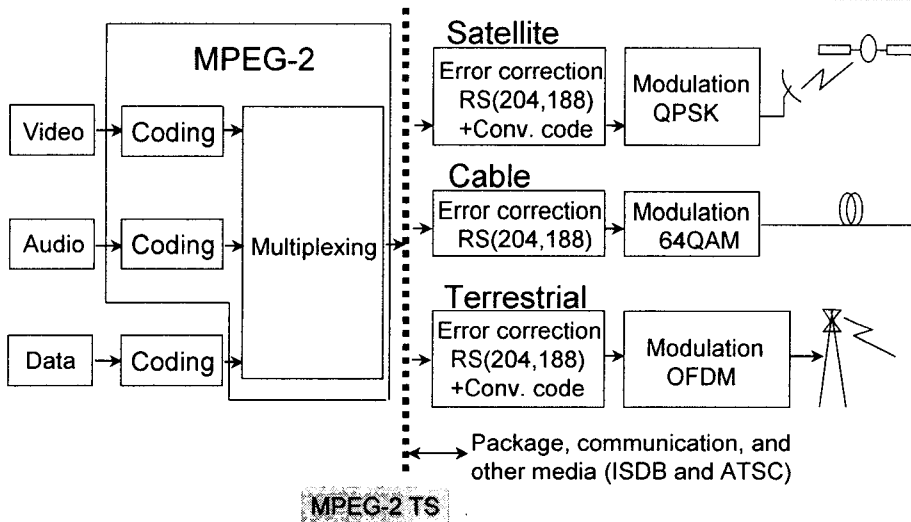 MPEG-2
Video
Coding
Audio
Coding
Data
Coding
Multiplexing
Satellite
Error correction
RS(204,188)
+Conv. code
Modulation
QPSK
Cable
Error correction
RS(204,188)
Modulation
64QAM
Terrestrial
Error correction
RS(204,188)
+Conv. code
Modulation
OFDM
Package, communication, and
other media (ISDB and ATSC)
MPEG-2 TS